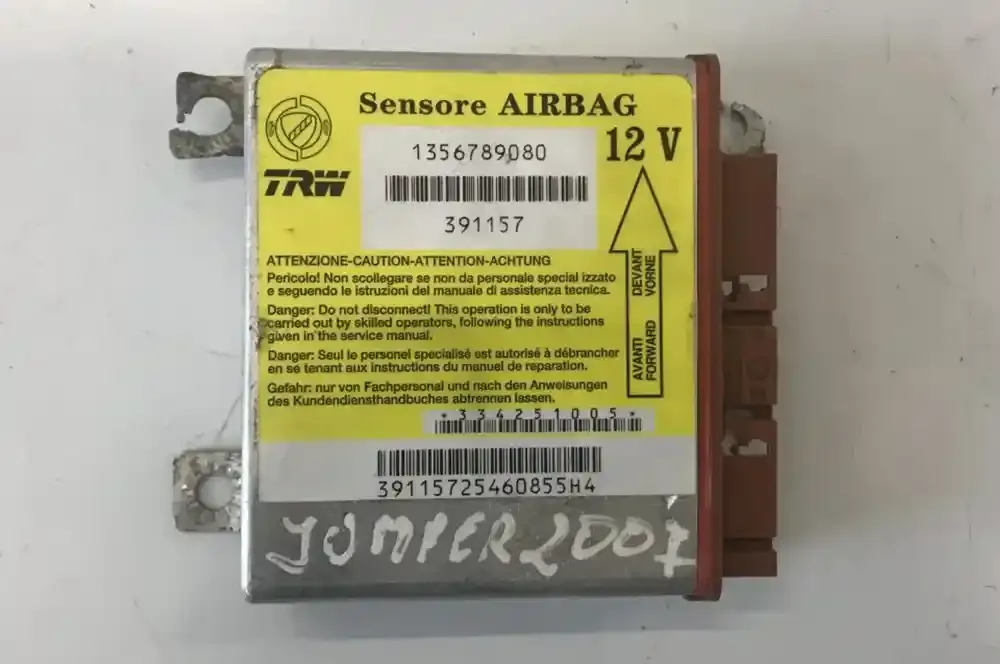 Sensore AIRBAG
12 V
1356789080
TRW
391157
ATTENZIONE-CAUTION-ATTENTION-ACHTUNG
Pericolo! Non scollegare se non da personale special izzato
e seguendo le istruzioni del manuale di assistenza tecnica.
Danger: Do not disconnect! This operation is only to be
carried out by skilled operators, following the instructions
given in the service manual.
Danger: Seul le personel specialisé est autorisé à débrancher
en se tenant aux instructions du manuel de reparation.
Gefahr: nur von Fachpersonal und nach den Anweisungen
des Kundendiensthandbuches abtrennen lassen.
DEVANT
VORNE
AVANTI
FORWARD
*334251005*
39115725460855H4
JUMPER 2007